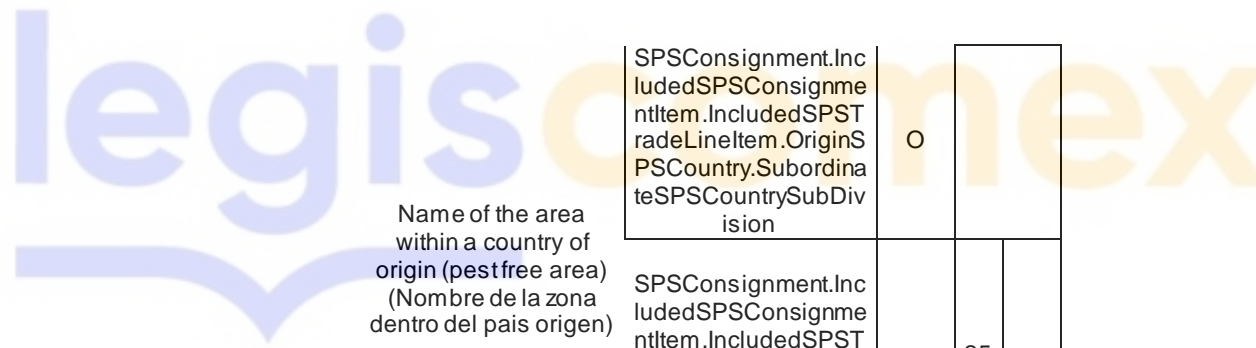 legiscomex
SPSConsignment.Inc
ludedSPSConsignme
ntItem.IncludedSPST
radeLineItem.OriginS
PSCountry.Subordina
teSPSCountrySubDiv
ision
O
Name of the area
within a country of
origin (pest free area)
(Nombre de la zona
dentro del pais origen)
SPSConsignment.Inc
ludedSPSConsignme
ntItem.IncludedSPST